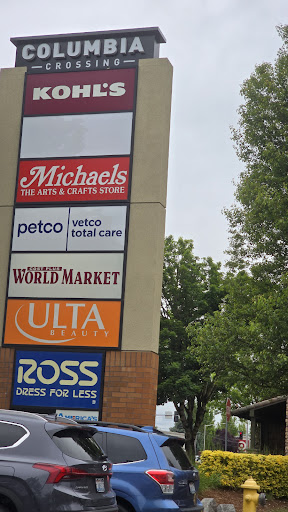 COLUMBIA
CROSSING
KOHL'S
Michaels
THE ARTS & CRAFTS STORE
petco
vetco
total care
COST PLUS
WORLD MARKET
ULTA
BEAUTY
ROSS
DRESS FOR LESS